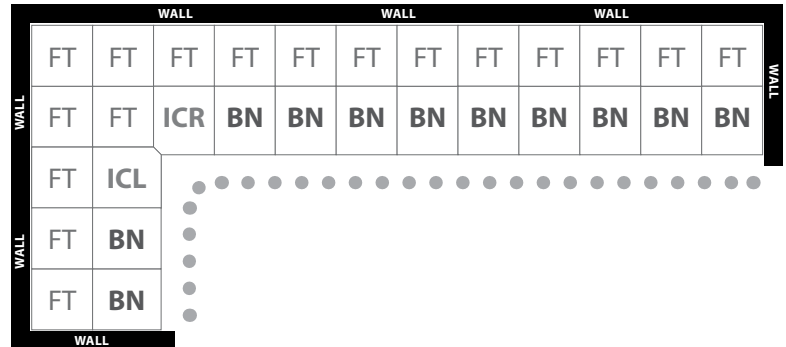 WALL WALL WALL
FT FT FT FT FT FT FT FT FT FT FT FT
WALL
WALL
FT FT ICR BN BN BN BN BN BN BN BN BN
FT ICL
WALL
FT BN
FT BN
WALL